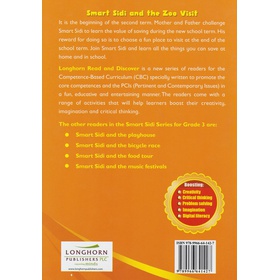 Smart Sidi and the Zoo Visit
It is the beginning of the second term. Mother and Father challenge
Smart Sidi to learn the value of saving during the new school term. His
reward for doing so is to choose a fun place to visit at the end of the
school term. Join Smart Sidi and learn all the things you can save at
home and in school.
Longhorn Read and Discover is a new series of readers for the
Competence-Based Curriculum (CBC) specially written to promote the
core competences and the PCIs (Pertinent and Contemporary Issues) in
a fun, educative and entertaining manner. The readers come with a
range of activities that will help learners boost their creativity,
imagination and critical thinking.
The other readers in the Smart Sidi Series for Grade 3 are:
Smart Sidi and the playhouse
Smart Sidi and the bicycle race
Smart Sidi and the food tour
Smart Sidi and the music festivals
Boosting:
Creativity
Critical thinking
Problem solving
Imagination
Digital literacy
LONGHORN
PUBLISHERS PLC